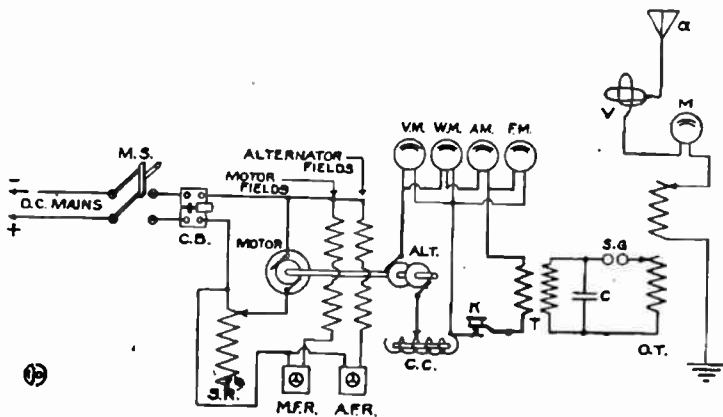 a
V
M
V.M. W.M. A.M. F.M.
M.S.
ALTERNATOR
FIELDS
MOTOR
FIELDS
−
D.C. MAINS
+
C.B.
MOTOR
ALT.
S.G
K
T
C
O.T.
C.C.
S.R.
M.F.R. A.F.R.